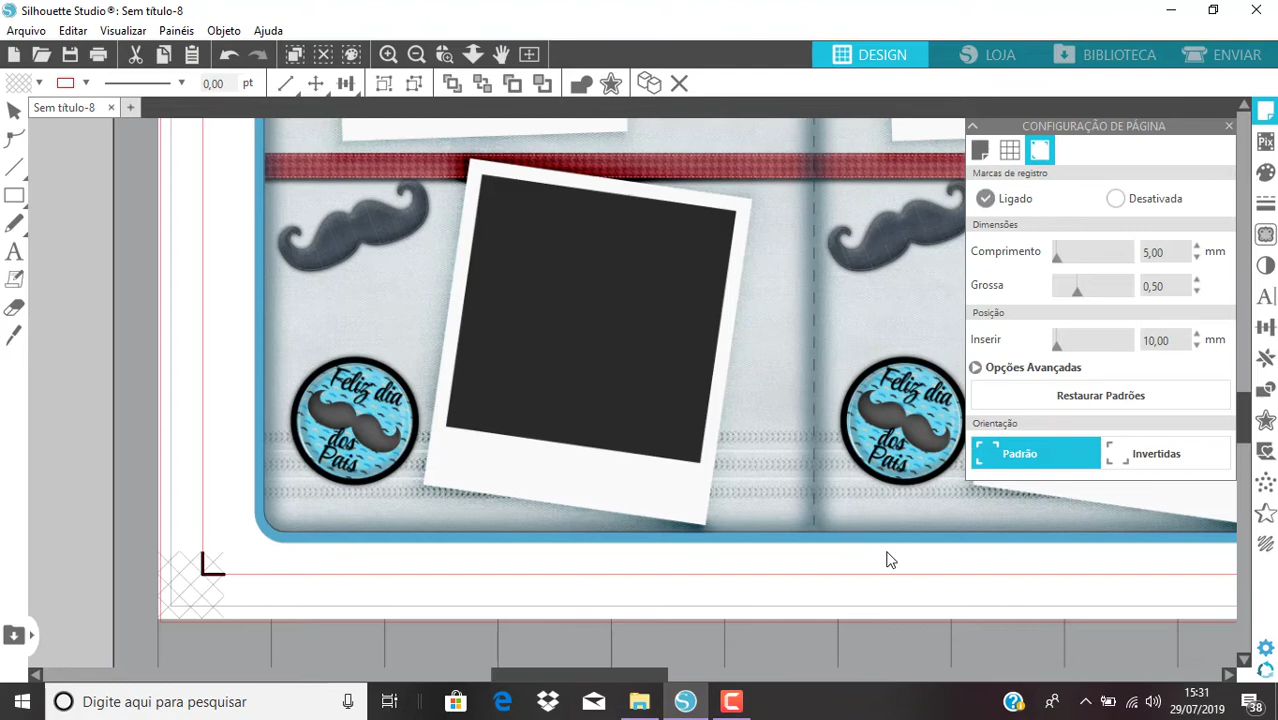 Silhouette Studio®: Sem título-8
Arquivo Editar Visualizar Painéis Objeto Ajuda
DESIGN LOJA BIBLIOTECA ENVIAR
0,00 pt
Sem título-8
CONFIGURAÇÃO DE PÁGINA
Pix
Marcas de registro
Ligado Desativada
Dimensões
Comprimento 5,00 mm
Grossa 0,50
Posição
Inserir 10,00 mm
Opções Avançadas
Restaurar Padrões
Orientação
Padrão Invertidas
Feliz dia
dos
Pais
Feliz dia
dos
Pais
Digite aqui para pesquisar
15:31
29/07/2019
38